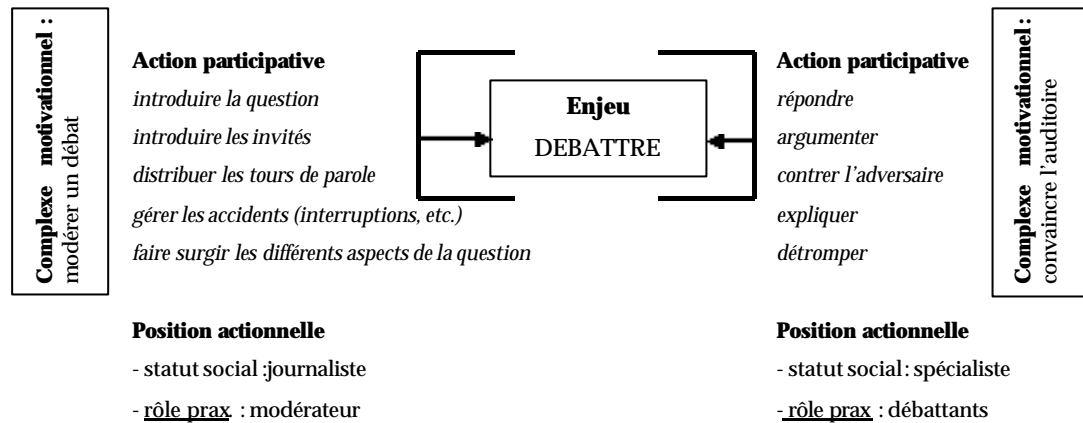 Complexe motivationnel :
modérer un débat
Action participative
introduire la question
introduire les invités
distribuer les tours de parole
gérer les accidents (interruptions, etc.)
faire surgir les différents aspects de la question
Position actionnelle
- statut social :journaliste
- rôle prax. : modérateur
Enjeu
DEBATTRE
Action participative
répondre
argumenter
contrer l’adversaire
expliquer
détromper
Position actionnelle
- statut social : spécialiste
- rôle prax : débattants
Complexe motivationnel :
convaincre l’auditoire